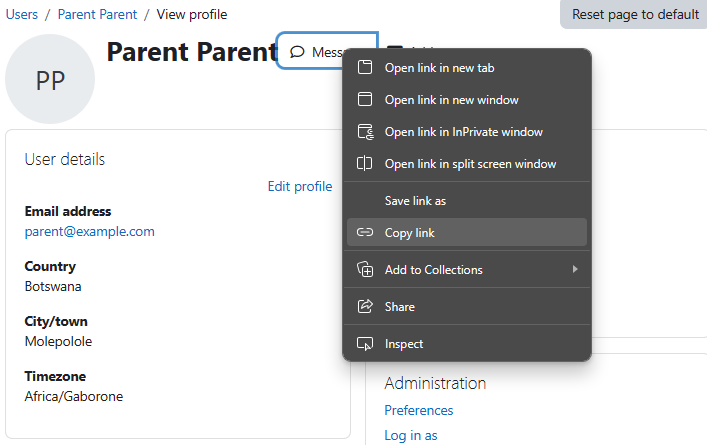 Users / Parent Parent / View profile
Reset page to default
PP
Parent Parent
Open link in new tab
Open link in new window
Open link in InPrivate window
Open link in split screen window
Save link as
Copy link
Add to Collections
Share
Inspect
User details
Edit profile
Email address
parent@example.com
Country
Botswana
City/town
Molepolole
Timezone
Africa/Gaborone
Administration
Preferences
Log in as